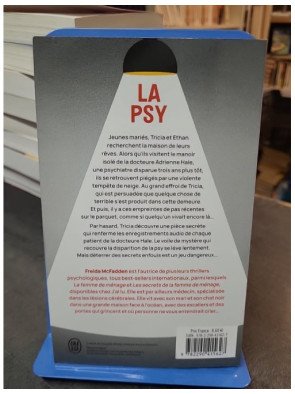 LA
PSY
Jeunes mariés, Tricia et Ethan
recherchent la maison de leurs
rêves. Alors qu'ils visitent le manoir
isolé de la docteure Adrienne Hale,
une psychiatre disparue trois ans plus tôt,
ils se retrouvent piégés par une violente
tempête de neige. Au grand effroi de Tricia,
qui est persuadée que quelque chose de
terrible s'est produit dans cette demeure.
Et puis, il y a ces empreintes de pas récentes
sur le parquet, comme si quelqu'un vivait encore là…
Par hasard, Tricia découvre une pièce secrète
qui renferme les enregistrements audio de chaque
patient de la docteure Hale. Le voile de mystère qui
recouvre la disparition de la psy se lève lentement.
Mais déterrer des secrets enfouis est un jeu dangereux…
Freida McFadden est l'autrice de plusieurs thrillers
psychologiques, tous best-sellers internationaux, parmi lesquels
La femme de ménage et Les secrets de la femme de ménage,
disponibles chez J'ai lu. Elle est par ailleurs médecin, spécialisée
dans les lésions cérébrales. Elle vit avec son mari et son chat noir
dans une grande maison face à l'océan, avec des escaliers et des
portes qui grincent et où personne ne vous entendrait crier…